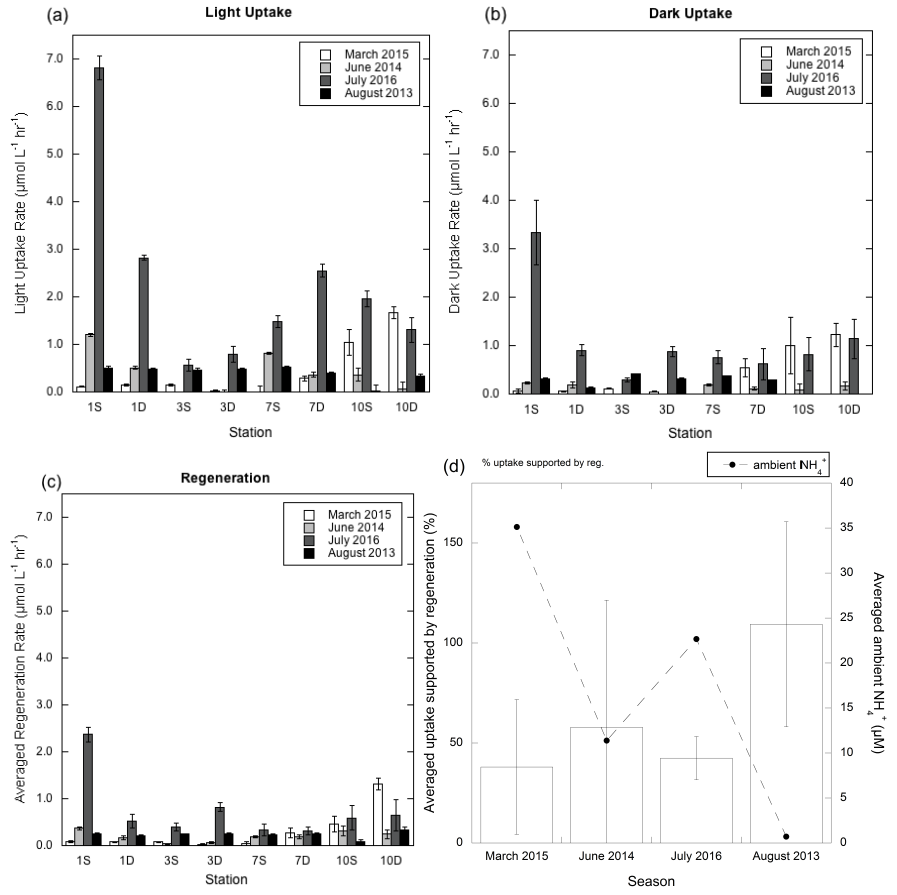 (a)
Light Uptake
Light Uptake Rate (µmol L⁻¹ hr⁻¹)
7.0
6.0
5.0
4.0
3.0
2.0
1.0
0.0
March 2015
June 2014
July 2016
August 2013
1S 1D 3S 3D 7S 7D 10S 10D
Station
(b)
Dark Uptake
Dark Uptake Rate (µmol L⁻¹ hr⁻¹)
7.0
6.0
5.0
4.0
3.0
2.0
1.0
0.0
March 2015
June 2014
July 2016
August 2013
1S 1D 3S 3D 7S 7D 10S 10D
Station
(c)
Regeneration
Averaged Regeneration Rate (µmol L⁻¹ hr⁻¹)
7.0
6.0
5.0
4.0
3.0
2.0
1.0
0.0
March 2015
June 2014
July 2016
August 2013
1S 1D 3S 3D 7S 7D 10S 10D
Station
(d)
% uptake supported by reg.
ambient NH₄⁺
Averaged uptake supported by regeneration (%)
150
100
50
0
40
35
30
25
20
15
10
5
0
Averaged ambient NH₄⁺ (µM)
March 2015 June 2014 July 2016 August 2013
Season